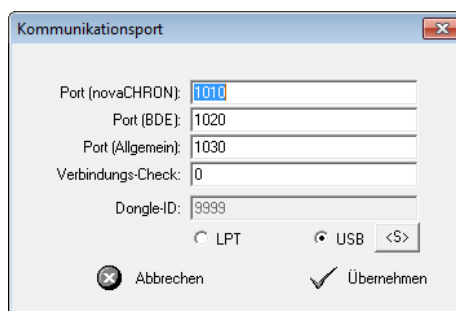 Kommunikationsport
Port (novaCHRON): 1010
Port (BDE): 1020
Port (Allgemein): 1030
Verbindungs-Check: 0
Dongle-ID: 9999
LPT USB <S>
Abbrechen Übernehmen